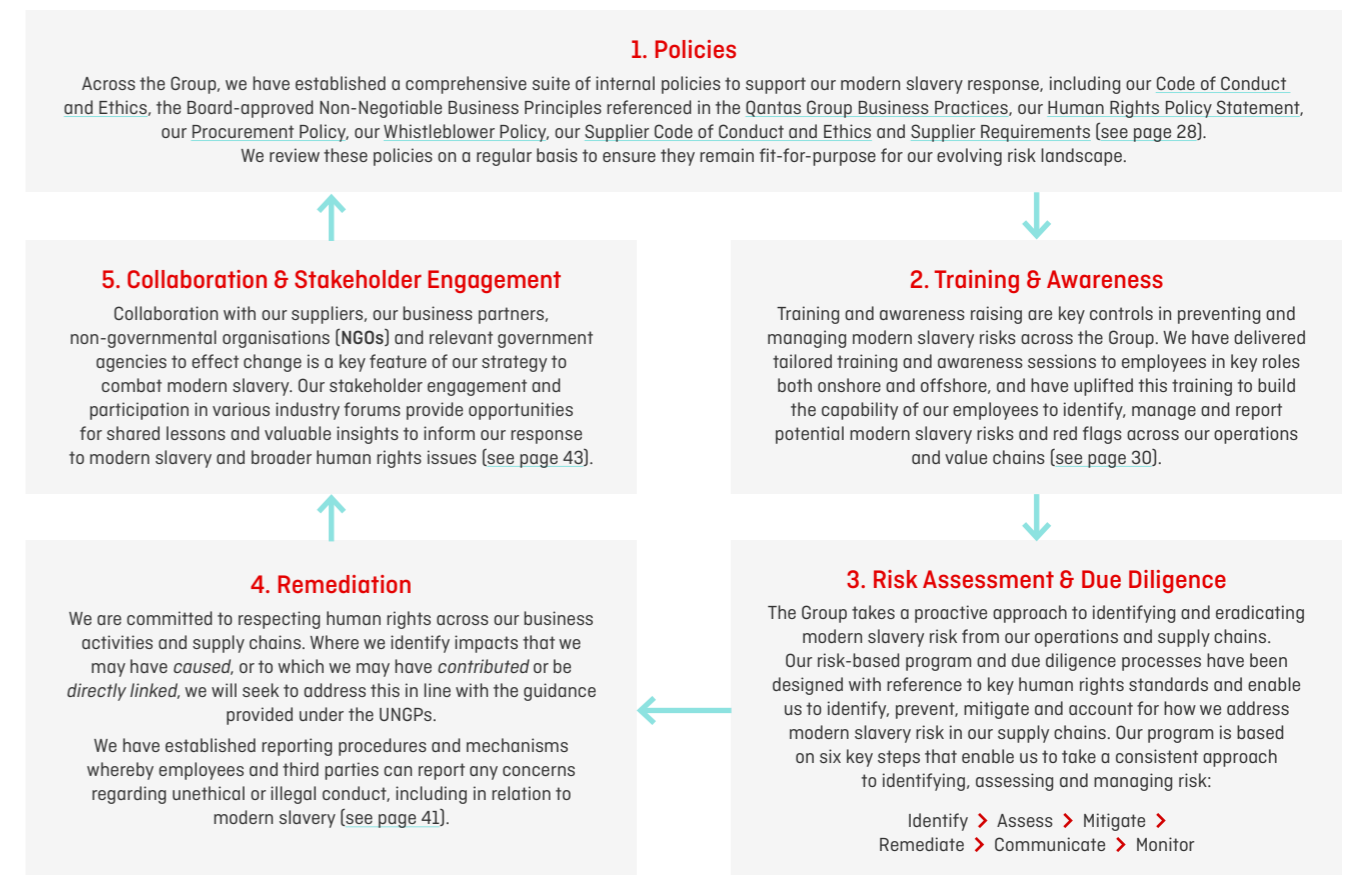 1. Policies
Across the Group, we have established a comprehensive suite of internal policies to support our modern slavery response, including our Code of Conduct
and Ethics, the Board-approved Non-Negotiable Business Principles referenced in the Qantas Group Business Practices, our Human Rights Policy Statement,
our Procurement Policy, our Whistleblower Policy, our Supplier Code of Conduct and Ethics and Supplier Requirements (see page 28).
We review these policies on a regular basis to ensure they remain fit-for-purpose for our evolving risk landscape.
2. Training & Awareness
Training and awareness raising are key controls in preventing and
managing modern slavery risks across the Group. We have delivered
tailored training and awareness sessions to employees in key roles
both onshore and offshore, and have uplifted this training to build
the capability of our employees to identify, manage and report
potential modern slavery risks and red flags across our operations
and value chains (see page 30).
3. Risk Assessment & Due Diligence
The Group takes a proactive approach to identifying and eradicating
modern slavery risk from our operations and supply chains.
Our risk-based program and due diligence processes have been
designed with reference to key human rights standards and enable
us to identify, prevent, mitigate and account for how we address
modern slavery risk in our supply chains. Our program is based
on six key steps that enable us to take a consistent approach
to identifying, assessing and managing risk:
Identify > Assess > Mitigate >
Remediate > Communicate > Monitor
4. Remediation
We are committed to respecting human rights across our business
activities and supply chains. Where we identify impacts that we
may have caused, or to which we may have contributed or be
directly linked, we will seek to address this in line with the guidance
provided under the UNGPs.
We have established reporting procedures and mechanisms
whereby employees and third parties can report any concerns
regarding unethical or illegal conduct, including in relation to
modern slavery (see page 41).
5. Collaboration & Stakeholder Engagement
Collaboration with our suppliers, our business partners,
non-governmental organisations (NGOs) and relevant government
agencies to effect change is a key feature of our strategy to
combat modern slavery. Our stakeholder engagement and
participation in various industry forums provide opportunities
for shared lessons and valuable insights to inform our response
to modern slavery and broader human rights issues (see page 43).